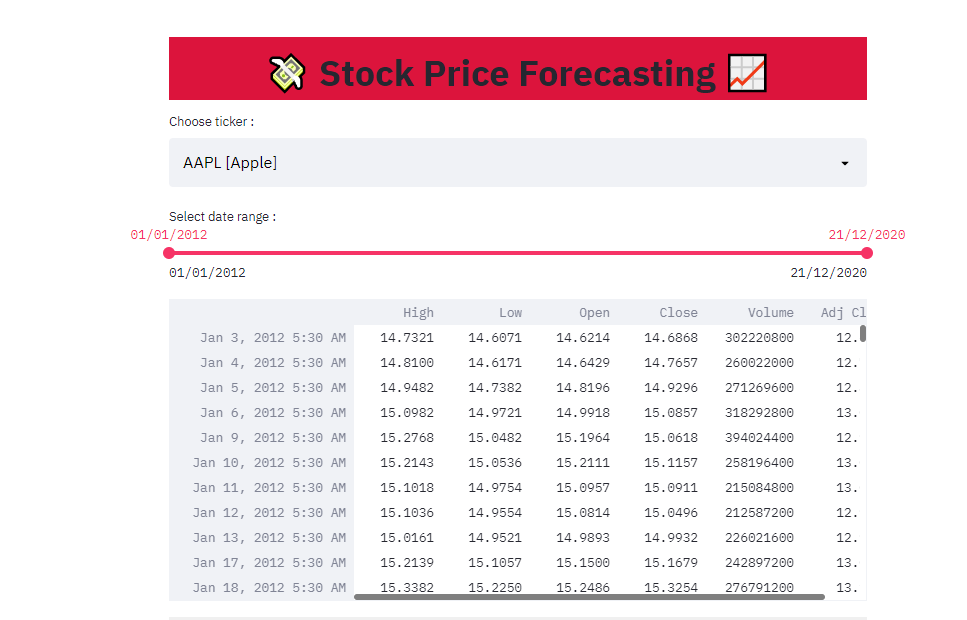 Stock Price Forecasting
Choose ticker :
AAPL [Apple]
Select date range :
01/01/2012 21/12/2020
01/01/2012 21/12/2020
High Low Open Close Volume Adj Cl
Jan 3, 2012 5:30 AM 14.7321 14.6071 14.6214 14.6868 302220800 12.
Jan 4, 2012 5:30 AM 14.8100 14.6171 14.6429 14.7657 260022000 12.
Jan 5, 2012 5:30 AM 14.9482 14.7382 14.8196 14.9296 271269600 12.
Jan 6, 2012 5:30 AM 15.0982 14.9721 14.9918 15.0857 318292800 13.
Jan 9, 2012 5:30 AM 15.2768 15.0482 15.1964 15.0618 394024400 12.
Jan 10, 2012 5:30 AM 15.2143 15.0536 15.2111 15.1157 258196400 13.
Jan 11, 2012 5:30 AM 15.1018 14.9754 15.0957 15.0911 215084800 13.
Jan 12, 2012 5:30 AM 15.1036 14.9554 15.0814 15.0496 212587200 12.
Jan 13, 2012 5:30 AM 15.0161 14.9521 14.9893 14.9932 226021600 12.
Jan 17, 2012 5:30 AM 15.2139 15.1057 15.1500 15.1679 242897200 13.
Jan 18, 2012 5:30 AM 15.3382 15.2250 15.2486 15.3254 276791200 13.